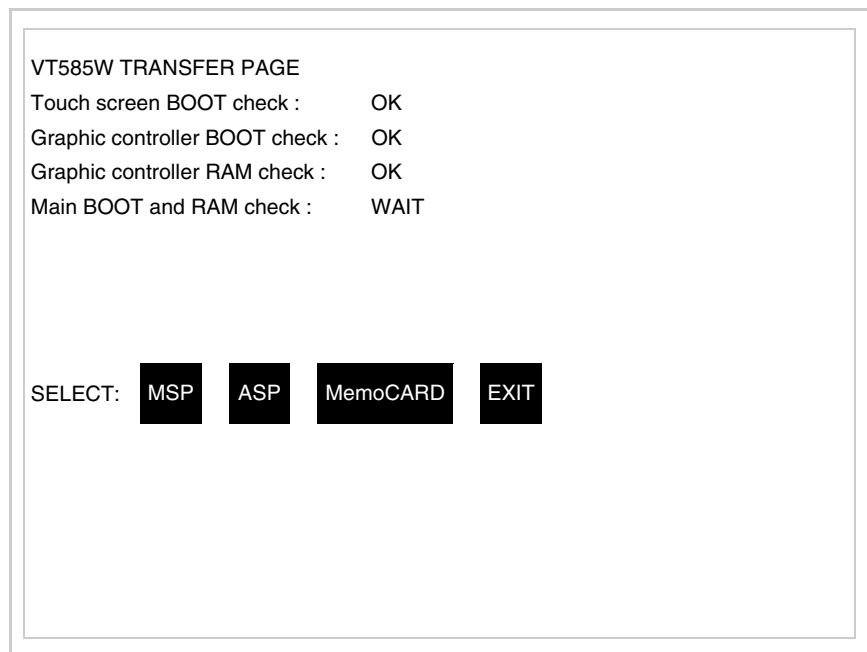 VT585W TRANSFER PAGE
Touch screen BOOT check : OK
Graphic controller BOOT check : OK
Graphic controller RAM check : OK
Main BOOT and RAM check : WAIT
SELECT: MSP ASP MemoCARD EXIT